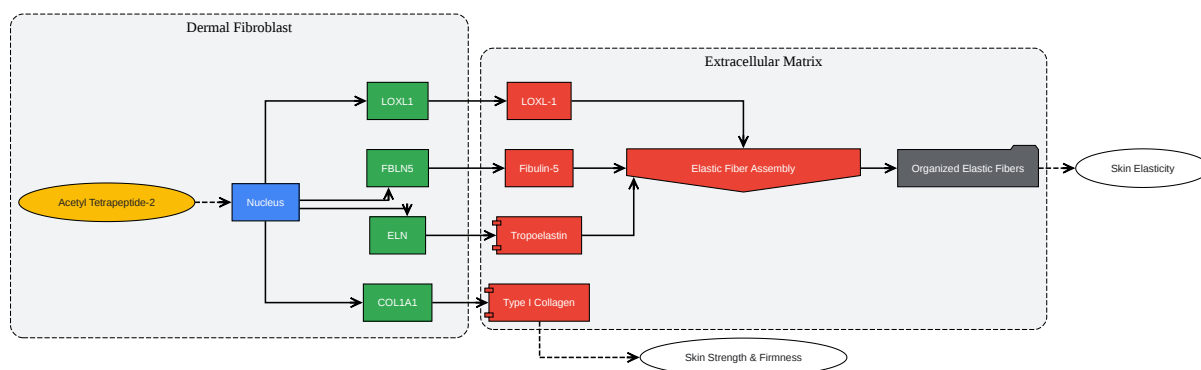 Dermal Fibroblast
Extracellular Matrix
LOXL1
LOXL-1
FBLN5
Fibulin-5
Elastic Fiber Assembly
Organized Elastic Fibers
Skin Elasticity
Acetyl Tetrapeptide-2
Nucleus
ELN
Tropoelastin
COL1A1
Type I Collagen
Skin Strength & Firmness